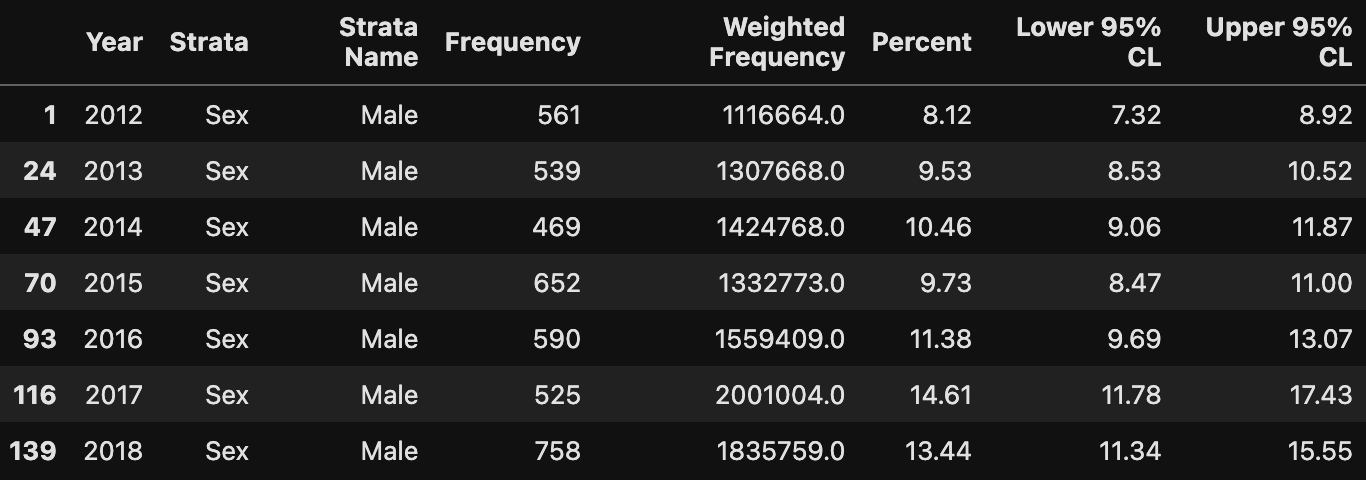 Year Strata Strata Name Frequency Weighted Frequency Percent Lower 95% CL Upper 95% CL
1 2012 Sex Male 561 1116664.0 8.12 7.32 8.92
24 2013 Sex Male 539 1307668.0 9.53 8.53 10.52
47 2014 Sex Male 469 1424768.0 10.46 9.06 11.87
70 2015 Sex Male 652 1332773.0 9.73 8.47 11.00
93 2016 Sex Male 590 1559409.0 11.38 9.69 13.07
116 2017 Sex Male 525 2001004.0 14.61 11.78 17.43
139 2018 Sex Male 758 1835759.0 13.44 11.34 15.55